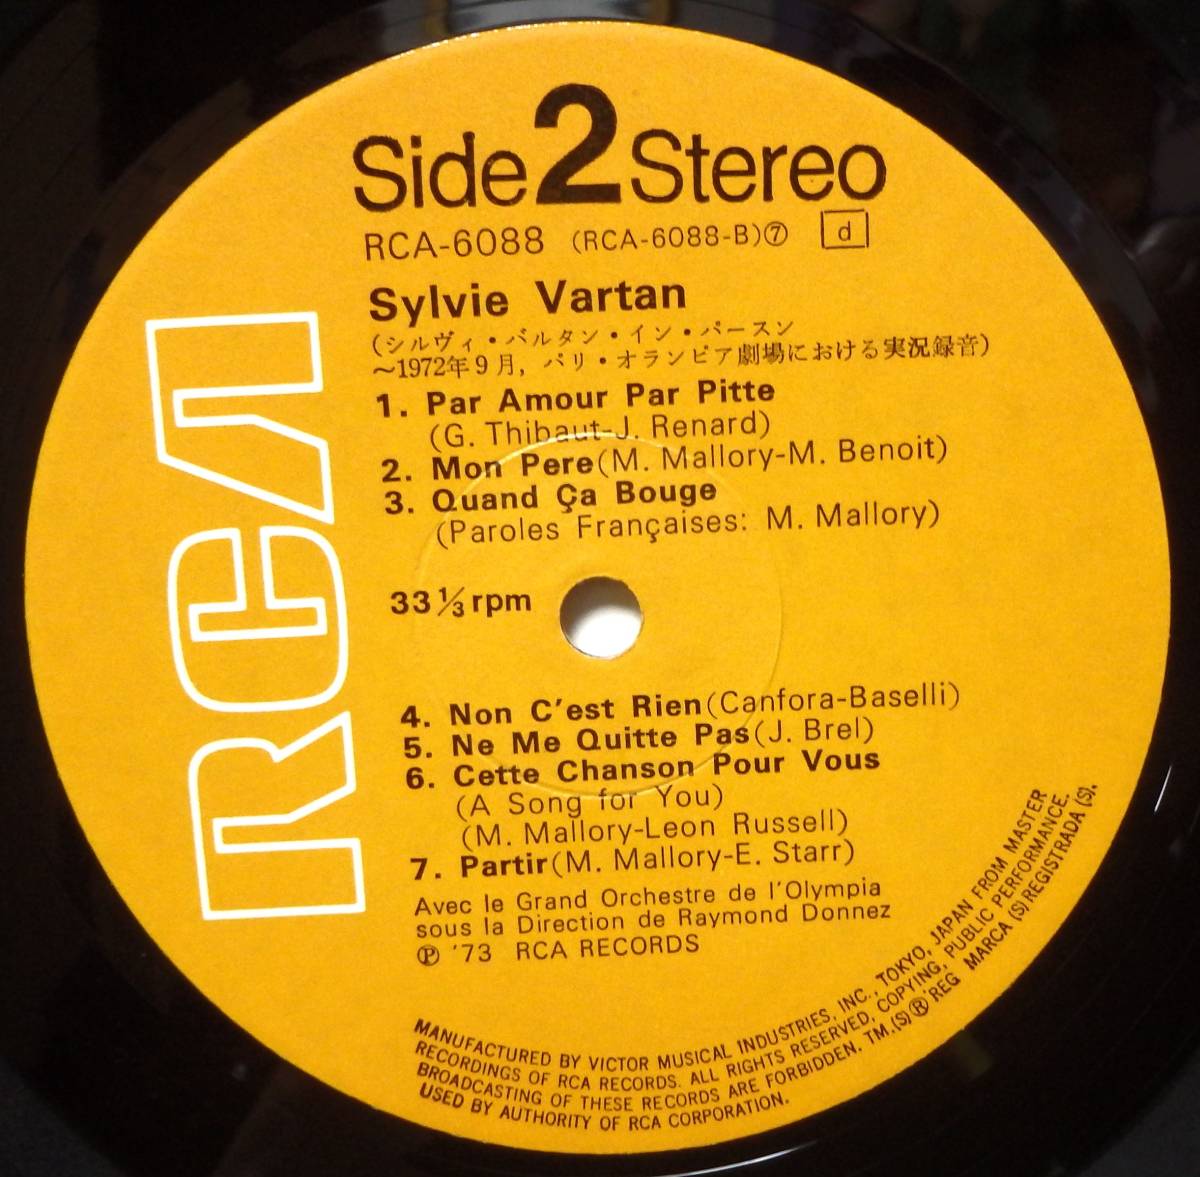 Side 2 Stereo
RCA-6088 (RCA-6088-B)⑦ d
Sylvie Vartan
(シルヴィ・バルタン・イン・パースン
〜1972年9月, パリ・オランピア劇場における実況録音)
1. Par Amour Par Pitte
(G. Thibaut-J. Renard)
2. Mon Pere(M. Mallory-M. Benoit)
3. Quand Ça Bouge
(Paroles Françaises: M. Mallory)
33 1/3 rpm
4. Non C'est Rien(Canfora-Baselli)
5. Ne Me Quitte Pas(J. Brel)
6. Cette Chanson Pour Vous
(A Song for You)
(M. Mallory-Leon Russell)
7. Partir(M. Mallory-E. Starr)
Avec le Grand Orchestre de l'Olympia
sous la Direction de Raymond Donnez
℗ '73 RCA RECORDS
MANUFACTURED BY VICTOR MUSICAL INDUSTRIES, INC., TOKYO, JAPAN FROM MASTER
RECORDINGS OF RCA RECORDS. ALL RIGHTS RESERVED, COPYING, PUBLIC PERFORMANCE.
BROADCASTING OF THESE RECORDS ARE FORBIDDEN. TM,(S)® REG MARCA (S) REGISTRADA (S).
USED BY AUTHORITY OF RCA CORPORATION.
RCA